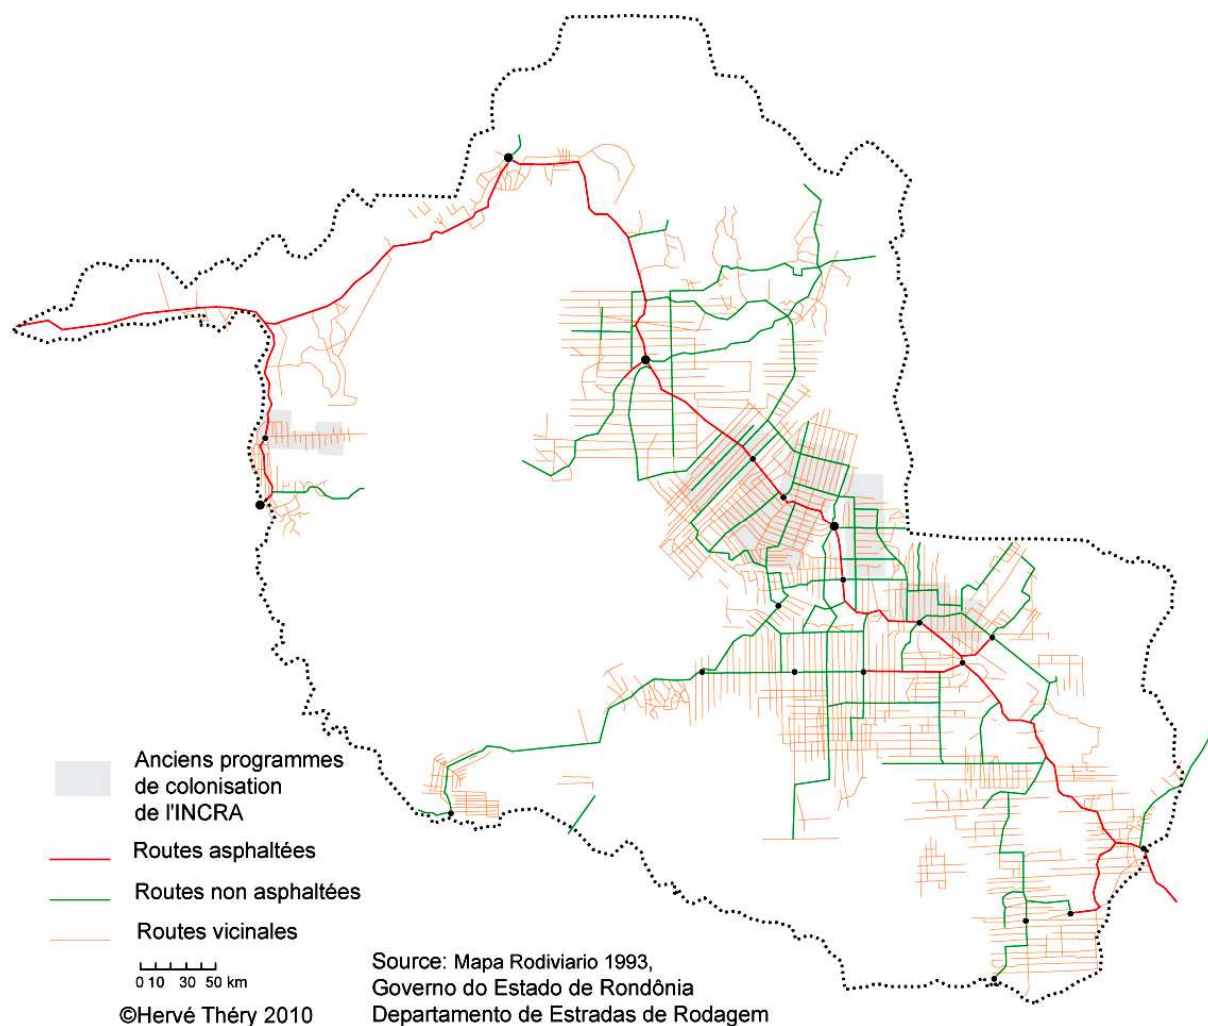 Anciens programmes
de colonisation
de l'INCRA
Routes asphaltées
Routes non asphaltées
Routes vicinales
0 10 30 50 km
©Hervé Théry 2010
Source: Mapa Rodiviario 1993,
Governo do Estado de Rondônia
Departamento de Estradas de Rodagem